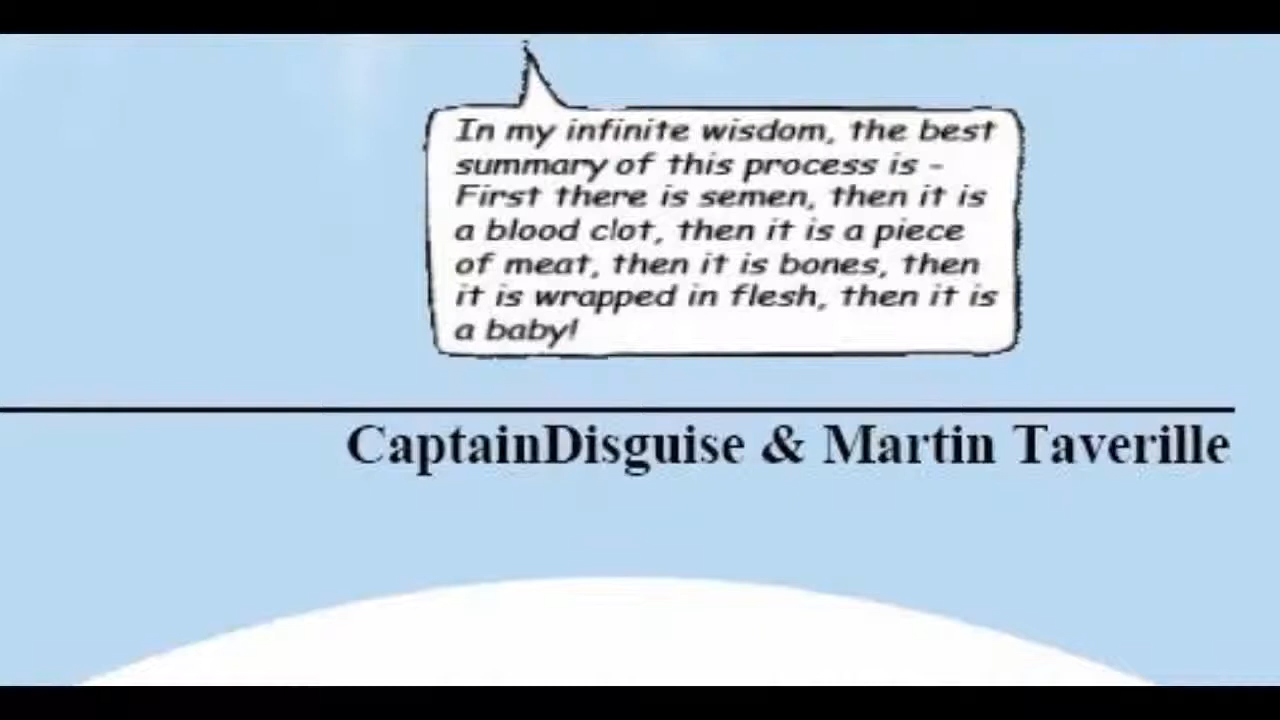 In my infinite wisdom, the best
summary of this process is -
First there is semen, then it is
a blood clot, then it is a piece
of meat, then it is bones, then
it is wrapped in flesh, then it is
a baby!
CaptainDisguise & Martin Taverille